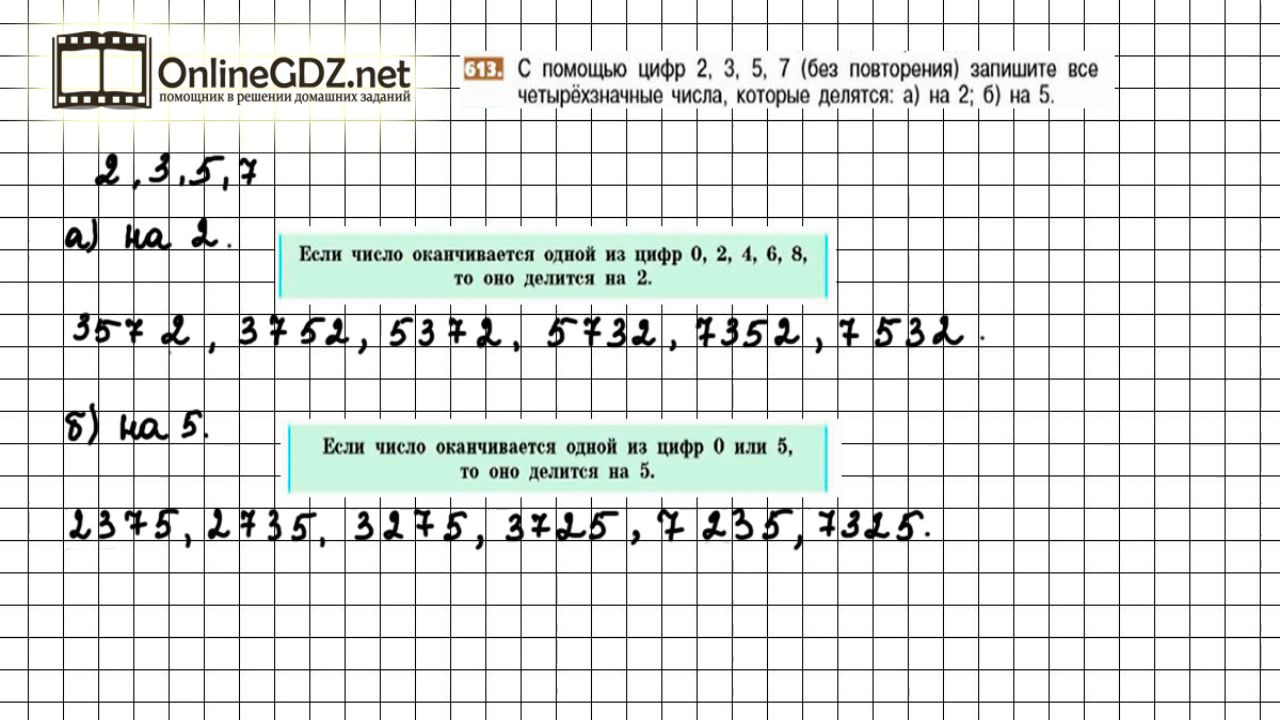 OnlineGDZ.net
помощник в решении домашних заданий
613. С помощью цифр 2, 3, 5, 7 (без повторения) запишите все
четырёхзначные числа, которые делятся: а) на 2; б) на 5.
2, 3, 5, 7
а) на 2.
Если число оканчивается одной из цифр 0, 2, 4, 6, 8,
то оно делится на 2.
3572, 3752, 5372, 5732, 7352, 7532.
б) на 5.
Если число оканчивается одной из цифр 0 или 5,
то оно делится на 5.
2375, 2735, 3275, 3725, 7235, 7325.